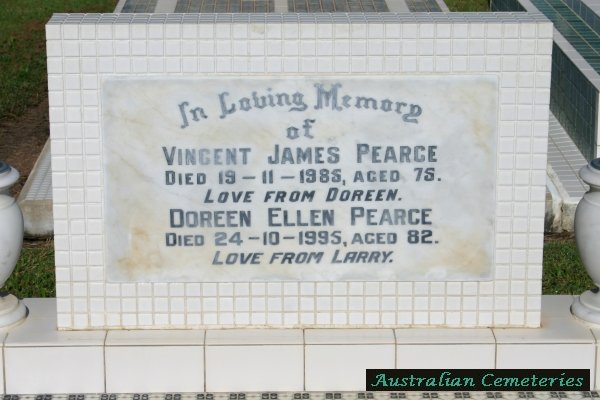 In Loving Memory
of
VINCENT JAMES PEARCE
DIED 19-11-1985, AGED 75.
LOVE FROM DOREEN.
DOREEN ELLEN PEARCE
DIED 24-10-1995, AGED 82.
LOVE FROM LARRY.
Australian Cemeteries